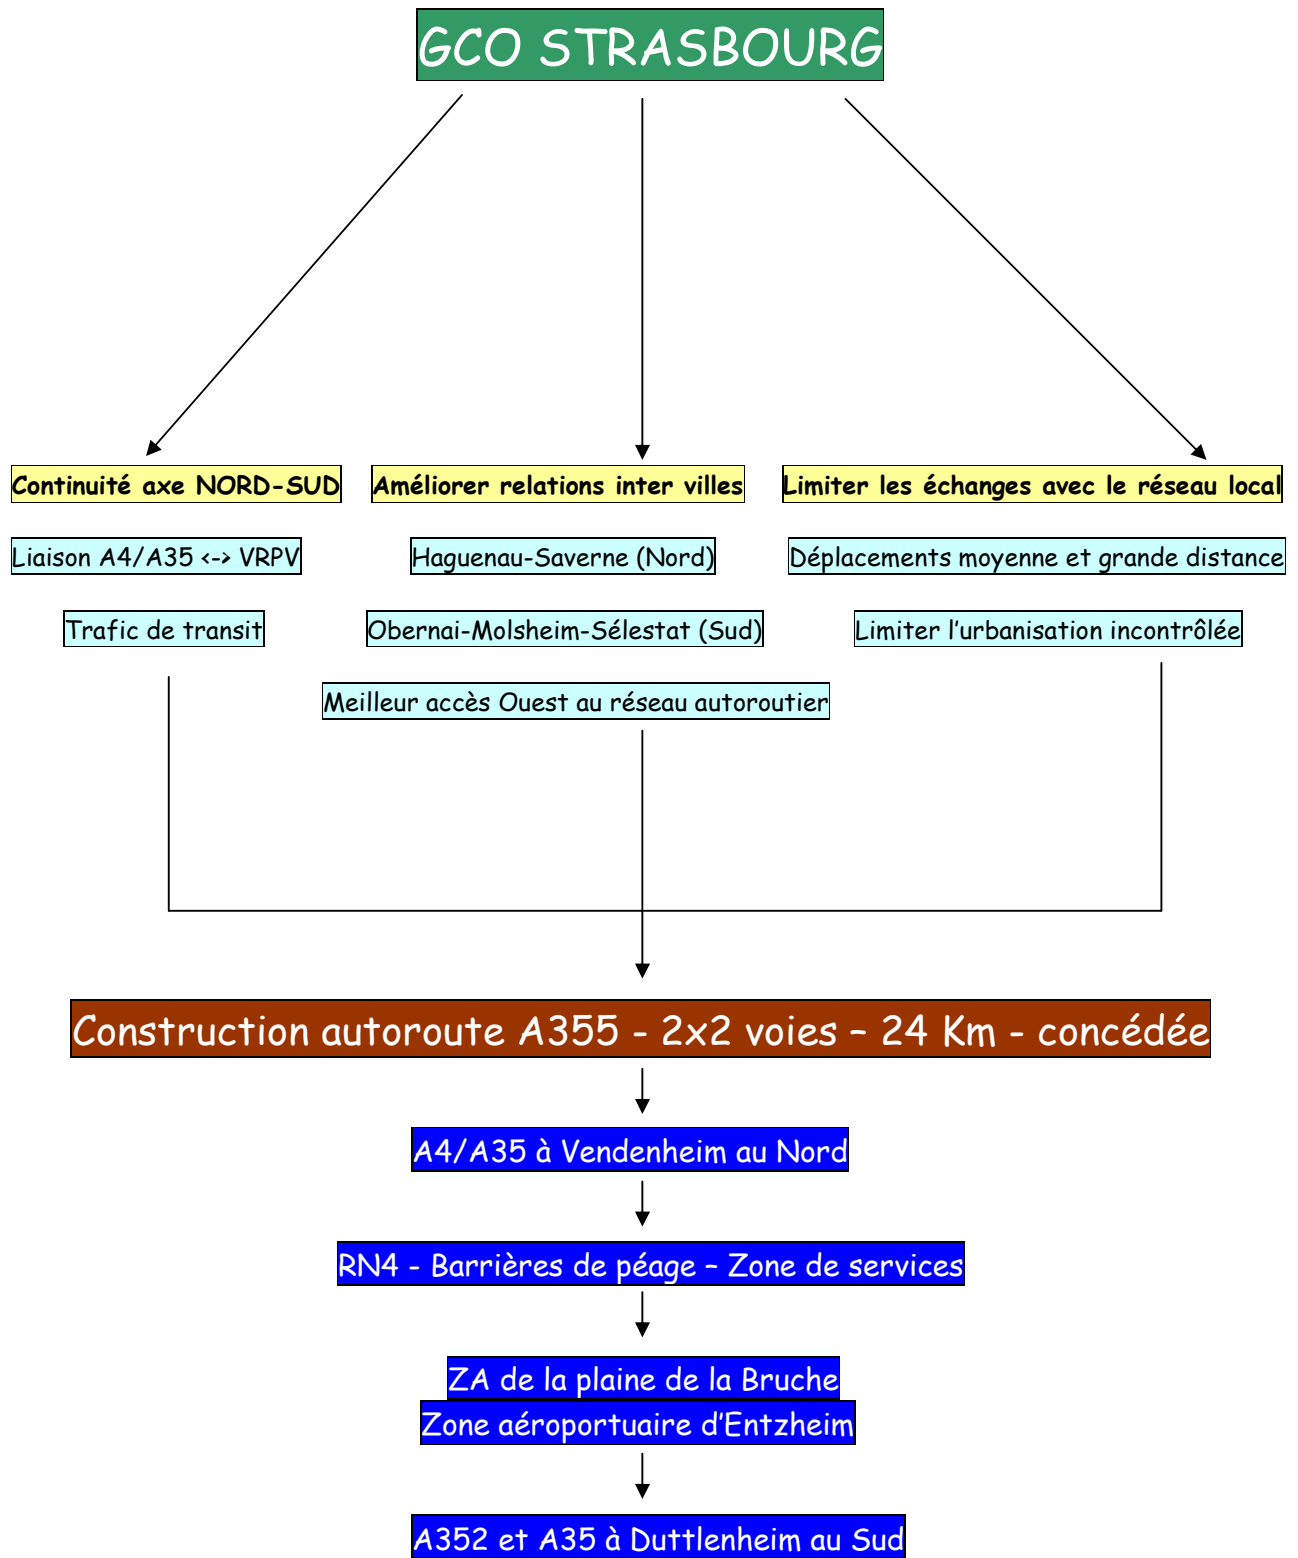 GCO STRASBOURG
Continuité axe NORD-SUD
Améliorer relations inter villes
Limiter les échanges avec le réseau local
Liaison A4/A35 <-> VRPV
Haguenau-Saverne (Nord)
Déplacements moyenne et grande distance
Trafic de transit
Obernai-Molsheim-Sélestat (Sud)
Limiter l'urbanisation incontrôlée
Meilleur accès Ouest au réseau autoroutier
Construction autoroute A355 - 2x2 voies – 24 Km - concédée
A4/A35 à Vendenheim au Nord
RN4 - Barrières de péage – Zone de services
ZA de la plaine de la Bruche
Zone aéroportuaire d'Entzheim
A352 et A35 à Duttlenheim au Sud